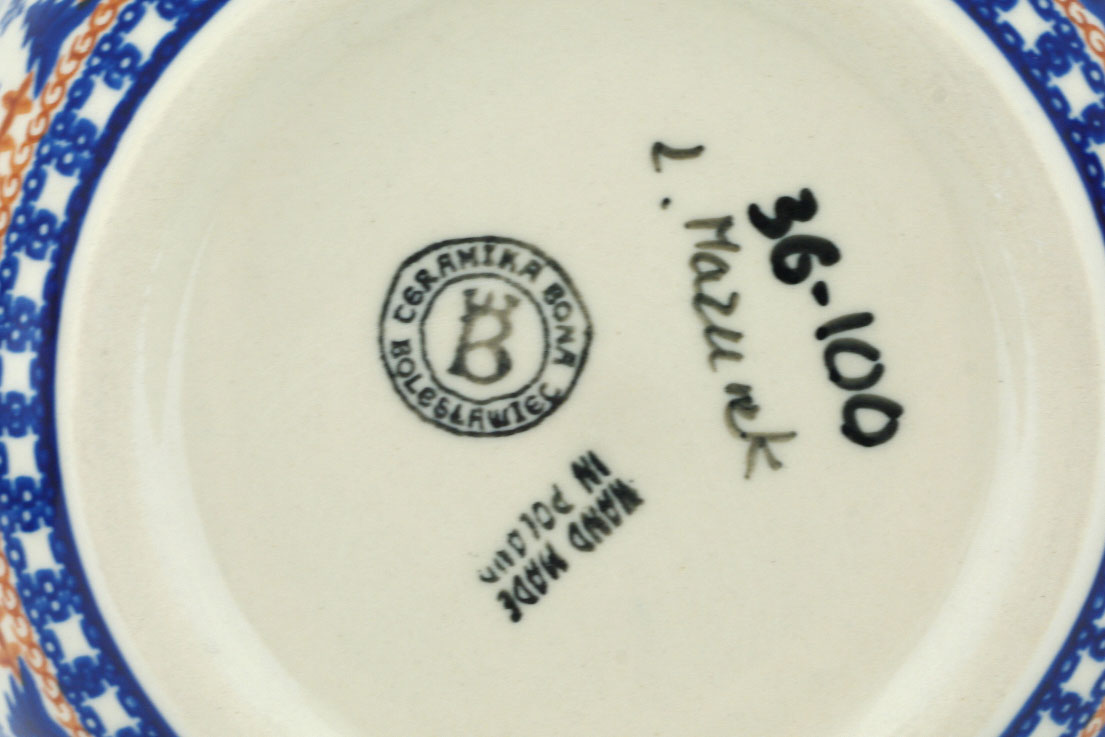 CERAMIKA BONA
BOLESŁAWIEC
B
L. Mazurek
36-100
HAND MADE
IN POLAND